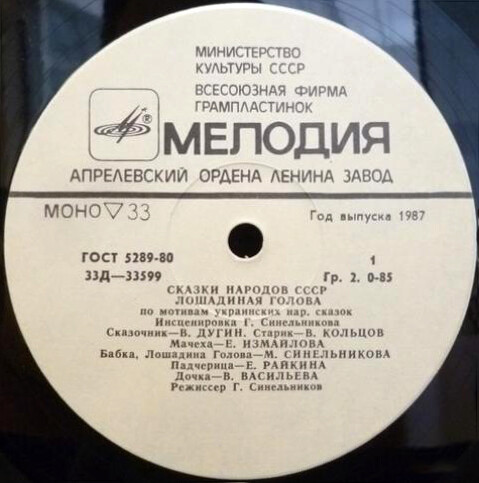 МИНИСТЕРСТВО
КУЛЬТУРЫ СССР
ВСЕСОЮЗНАЯ ФИРМА
ГРАМПЛАСТИНОК
МЕЛОДИЯ
АПРЕЛЕВСКИЙ ОРДЕНА ЛЕНИНА ЗАВОД
МОНО ▽ 33
Год выпуска 1987
ГОСТ 5289-80
33Д—33599
1
Гр. 2. 0-85
СКАЗКИ НАРОДОВ СССР
ЛОШАДИНАЯ ГОЛОВА
по мотивам украинских нар. сказок
Инсценировка Г. Синельникова
Сказочник—В. ДУГИН. Старик—В. КОЛЬЦОВ
Мачеха—Е. ИЗМАЙЛОВА
Бабка, Лошадина Голова—М. СИНЕЛЬНИКОВА
Падчерица—Е. РАЙКИНА
Дочка—В. ВАСИЛЬЕВА
Режиссер Г. Синельников